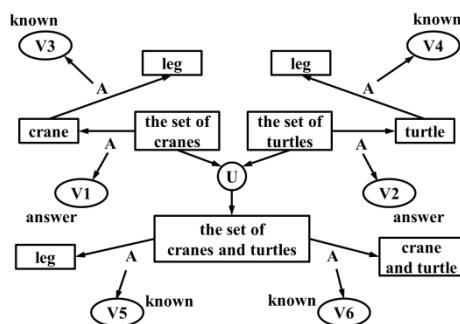 known
V3
leg
A
crane
the set of
cranes
A
V1
answer
known
V4
leg
A
the set of
turtles
turtle
A
V2
answer
U
the set of
cranes and turtles
leg
A
V5
known
A
V6
known
crane
and turtle